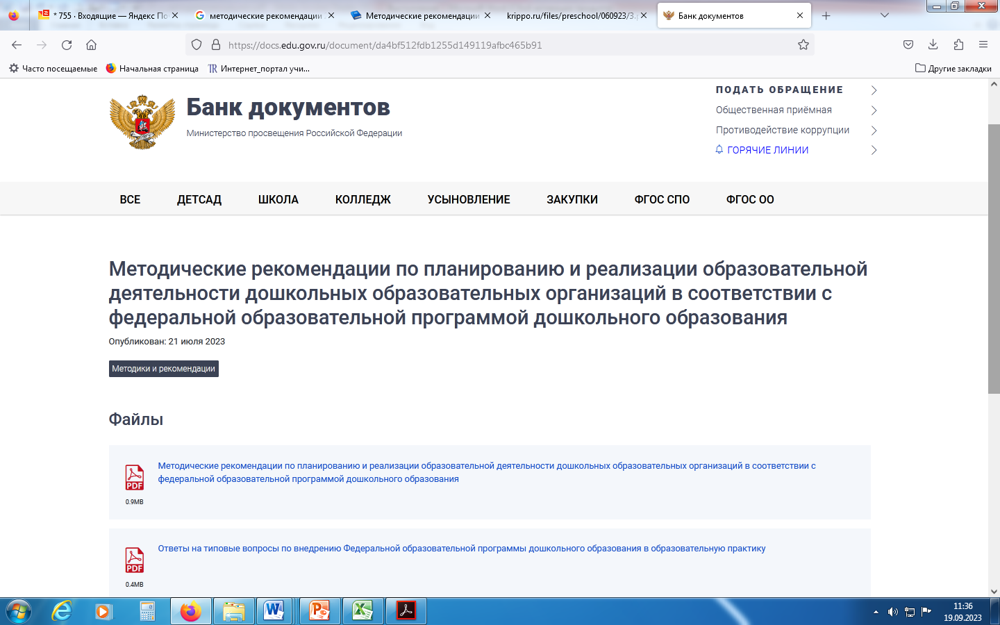 * 755 · Входящие — Яндекс По
методические рекомендации
Методические рекомендации
krippo.ru/files/preschool/060923/3.
Банк документов
https://docs.edu.gov.ru/document/da4bf512fdb1255d149119afbc465b91
Часто посещаемые
Начальная страница
Интернет_портал учи...
Другие закладки
Банк документов
Министерство просвещения Российской Федерации
ПОДАТЬ ОБРАЩЕНИЕ
Общественная приёмная
Противодействие коррупции
ГОРЯЧИЕ ЛИНИИ
ВСЕ ДЕТСАД ШКОЛА КОЛЛЕДЖ УСЫНОВЛЕНИЕ ЗАКУПКИ ФГОС СПО ФГОС ОО
Методические рекомендации по планированию и реализации образовательной
деятельности дошкольных образовательных организаций в соответствии с
федеральной образовательной программой дошкольного образования
Опубликован: 21 июля 2023
Методики и рекомендации
Файлы
Методические рекомендации по планированию и реализации образовательной деятельности дошкольных образовательных организаций в соответствии с
федеральной образовательной программой дошкольного образования
PDF
0.9MB
Ответы на типовые вопросы по внедрению Федеральной образовательной программы дошкольного образования в образовательную практику
PDF
0.4MB
11:36
19.09.2023